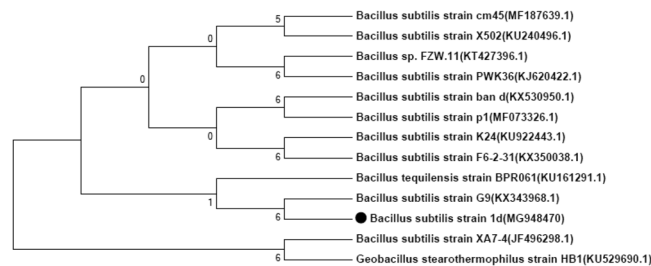 Bacillus subtilis strain cm45(MF187639.1)
5
Bacillus subtilis strain X502(KU240496.1)
0
Bacillus sp. FZW.11(KT427396.1)
6
Bacillus subtilis strain PWK36(KJ620422.1)
0
Bacillus subtilis strain ban d(KX530950.1)
6
Bacillus subtilis strain p1(MF073326.1)
0
Bacillus subtilis strain K24(KU922443.1)
6
Bacillus subtilis strain F6-2-31(KX350038.1)
Bacillus tequilensis strain BPR061(KU161291.1)
1
Bacillus subtilis strain G9(KX343968.1)
6
Bacillus subtilis strain 1d(MG948470)
Bacillus subtilis strain XA7-4(JF496298.1)
6
Geobacillus stearothermophilus strain HB1(KU529690.1)